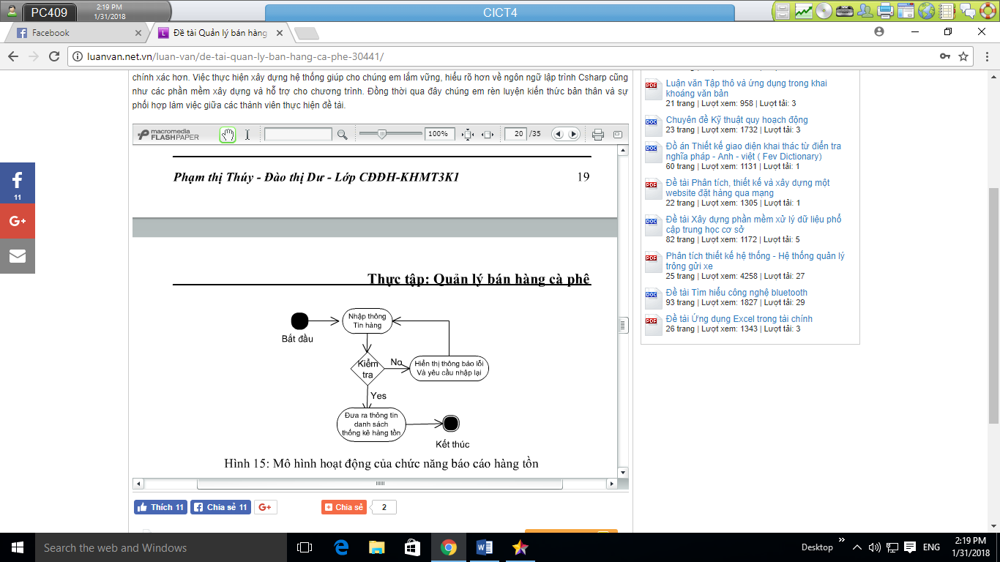 PC409
2:19 PM
1/31/2018
CICT4
Facebook
Đề tài Quản lý bán hàng
luanvan.net.vn/luan-van/de-tai-quan-ly-ban-hang-ca-phe-30441/
chính xác hơn. Việc thực hiện xây dựng hệ thống giúp cho chúng em lắm vững, hiểu rõ hơn về ngôn ngữ lập trình Csharp cũng
như các phần mềm xây dựng và hỗ trợ cho chương trình. Đồng thời qua đây chúng em rèn luyện kiến thức bản thân và sự
phối hợp làm việc giữa các thành viên thực hiện đề tài.
macromedia
FLASHPAPER
100%
20 /35
Phạm thị Thúy - Đào thị Dư - Lớp CĐĐH-KHMT3K1 19
Thực tập: Quản lý bán hàng cà phê
Nhập thông
Tin hàng
Bắt đầu
Kiểm
tra
No
Hiển thị thông báo lỗi
Và yêu cầu nhập lại
Yes
Đưa ra thông tin
danh sách
thống kê hàng tồn
Kết thúc
Hình 15: Mô hình hoạt động của chức năng báo cáo hàng tồn
11
Thích 11
Chia sẻ 11
G+
Chia sẻ
2
Luận văn Tập thô và ứng dụng trong khai
khoáng văn bản
21 trang | Lượt xem: 958 | Lượt tải: 3
Chuyên đề Kỹ thuật quy hoạch động
23 trang | Lượt xem: 1732 | Lượt tải: 3
Đồ án Thiết kế giao diện khai thác từ điển tra
nghĩa pháp - Anh - việt ( Fev Dictionary)
60 trang | Lượt xem: 1131 | Lượt tải: 1
Đề tài Phân tích, thiết kế và xây dựng một
website đặt hàng qua mạng
22 trang | Lượt xem: 1305 | Lượt tải: 1
Đề tài Xây dựng phần mềm xử lý dữ liệu phổ
cập trung học cơ sở
82 trang | Lượt xem: 1172 | Lượt tải: 5
Phân tích thiết kế hệ thống - Hệ thống quản lý
trông gửi xe
25 trang | Lượt xem: 4258 | Lượt tải: 27
Đề tài Tìm hiểu công nghệ bluetooth
93 trang | Lượt xem: 1827 | Lượt tải: 29
Đề tài Ứng dụng Excel trong tài chính
26 trang | Lượt xem: 1343 | Lượt tải: 3
Search the web and Windows
Desktop
ENG
2:19 PM
1/31/2018